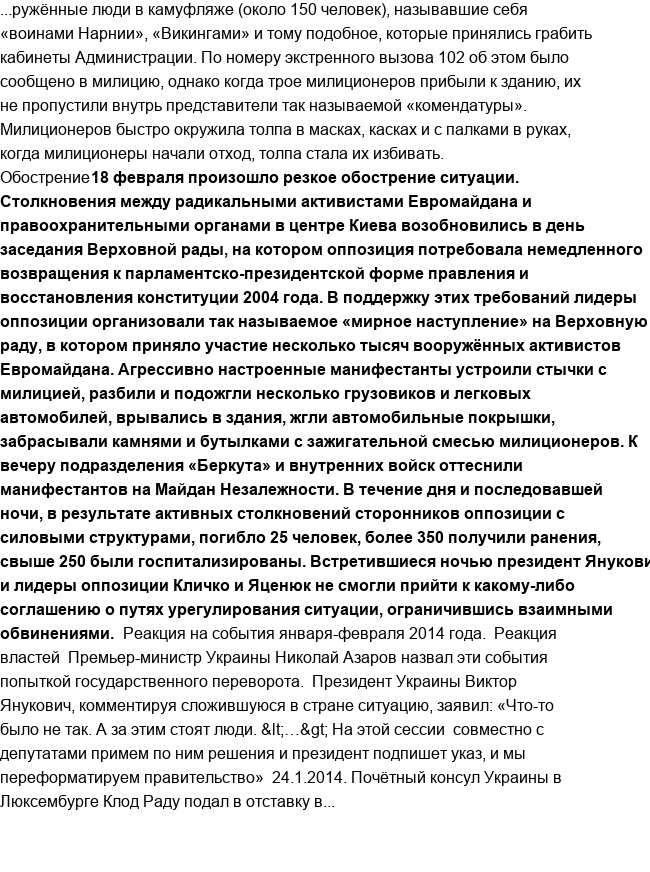 ...ружённые люди в камуфляже (около 150 человек), называвшие себя
«воинами Нарнии», «Викингами» и тому подобное, которые принялись грабить
кабинеты Администрации. По номеру экстренного вызова 102 об этом было
сообщено в милицию, однако когда трое милиционеров прибыли к зданию, их
не пропустили внутрь представители так называемой «комендатуры».
Милиционеров быстро окружила толпа в масках, касках и с палками в руках,
когда милиционеры начали отход, толпа стала их избивать.
Обострение18 февраля произошло резкое обострение ситуации.
Столкновения между радикальными активистами Евромайдана и
правоохранительными органами в центре Киева возобновились в день
заседания Верховной рады, на котором оппозиция потребовала немедленного
возвращения к парламентско-президентской форме правления и
восстановления конституции 2004 года. В поддержку этих требований лидеры
оппозиции организовали так называемое «мирное наступление» на Верховную
раду, в котором приняло участие несколько тысяч вооружённых активистов
Евромайдана. Агрессивно настроенные манифестанты устроили стычки с
милицией, разбили и подожгли несколько грузовиков и легковых
автомобилей, врывались в здания, жгли автомобильные покрышки,
забрасывали камнями и бутылками с зажигательной смесью милиционеров. К
вечеру подразделения «Беркута» и внутренних войск оттеснили
манифестантов на Майдан Незалежности. В течение дня и последовавшей
ночи, в результате активных столкновений сторонников оппозиции с
силовыми структурами, погибло 25 человек, более 350 получили ранения,
свыше 250 были госпитализированы. Встретившиеся ночью президент Янукови
и лидеры оппозиции Кличко и Яценюк не смогли прийти к какому-либо
соглашению о путях урегулирования ситуации, ограничившись взаимными
обвинениями.  Реакция на события января-февраля 2014 года.  Реакция
властей  Премьер-министр Украины Николай Азаров назвал эти события
попыткой государственного переворота.  Президент Украины Виктор
Янукович, комментируя сложившуюся в стране ситуацию, заявил: «Что-то
было не так. А за этим стоят люди. &lt;…&gt; На этой сессии  совместно с
депутатами примем по ним решения и президент подпишет указ, и мы
переформатируем правительство»  24.1.2014. Почётный консул Украины в
Люксембурге Клод Раду подал в отставку в...